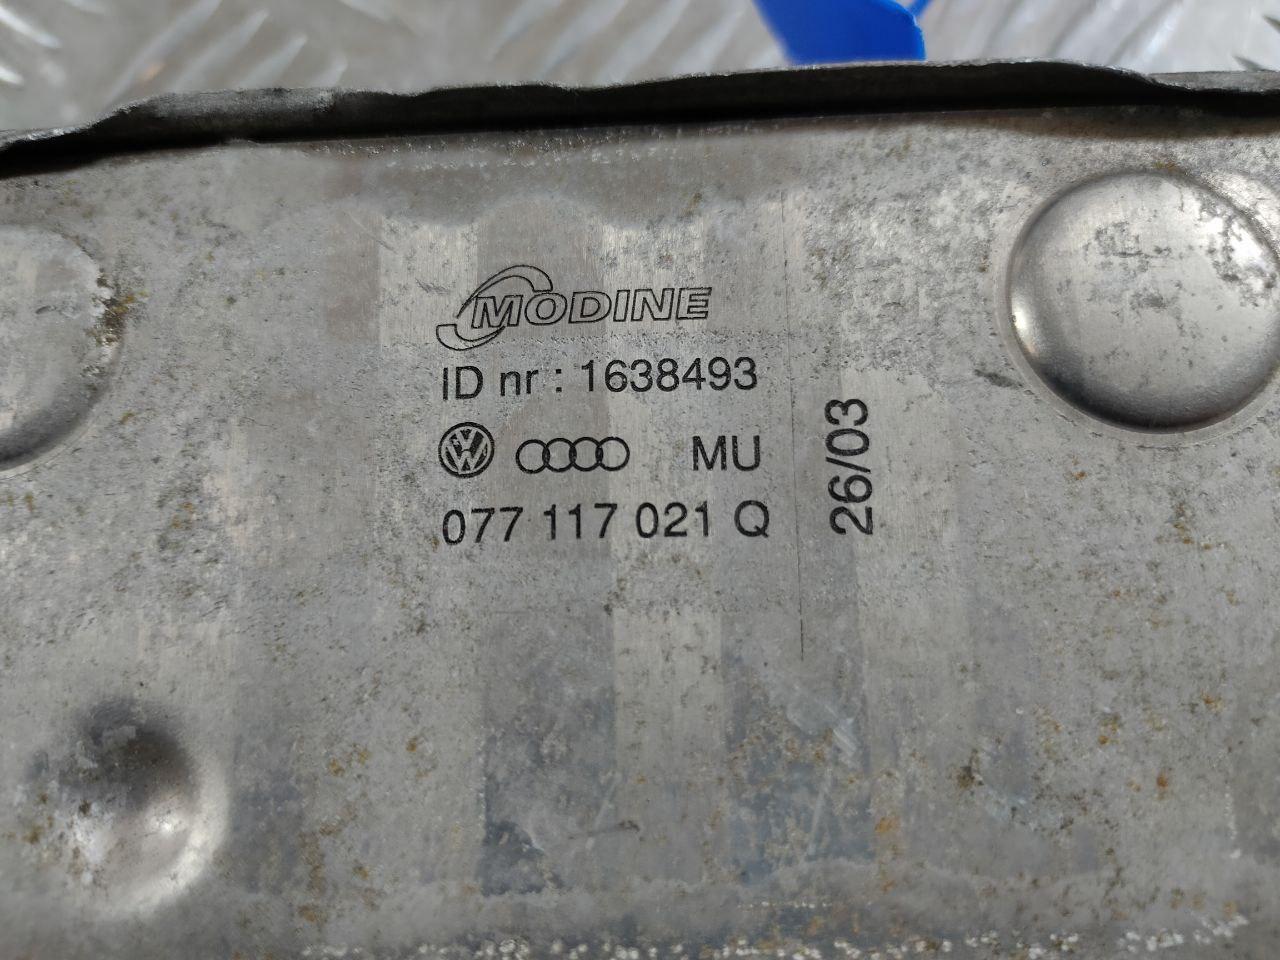 MODINE
ID nr : 1638493
MU
077 117 021 Q
26/03